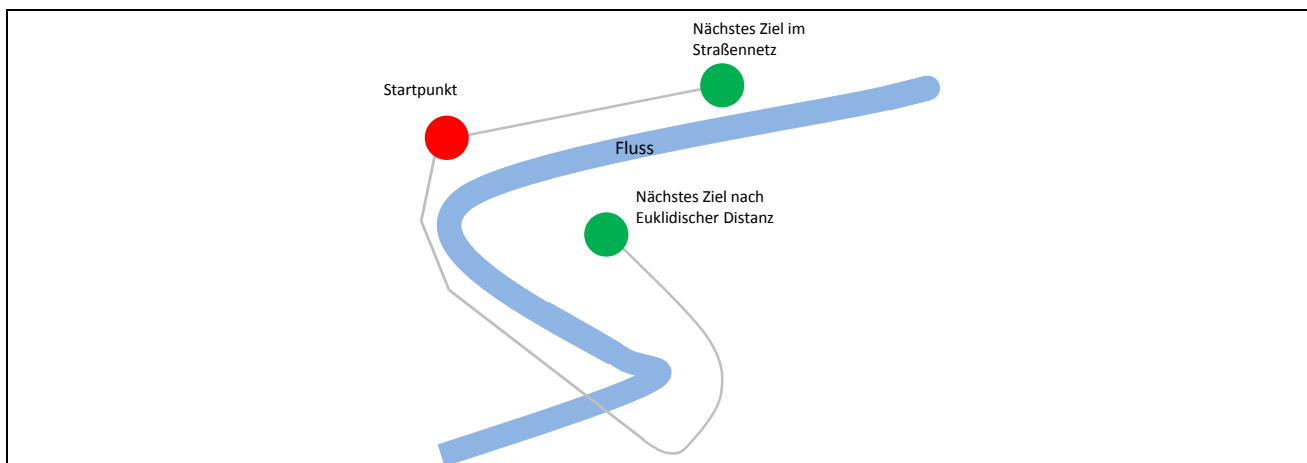 Nächstes Ziel im
Straßennetz
Startpunkt
Fluss
Nächstes Ziel nach
Euklidischer Distanz